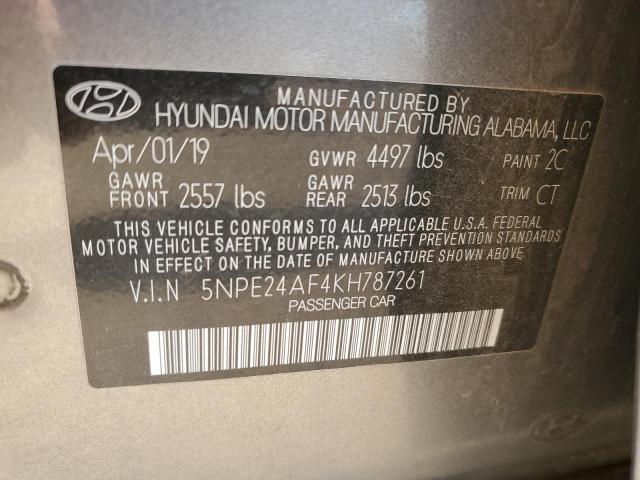 MANUFACTURED BY
HYUNDAI MOTOR MANUFACTURING ALABAMA, LLC
Apr/01/19 GVWR 4497 lbs PAINT 2C
GAWR FRONT 2557 lbs GAWR REAR 2513 lbs TRIM CT
THIS VEHICLE CONFORMS TO ALL APPLICABLE U.S.A. FEDERAL
MOTOR VEHICLE SAFETY, BUMPER, AND THEFT PREVENTION STANDARDS
IN EFFECT ON THE DATE OF MANUFACTURE SHOWN ABOVE.
V.I.N 5NPE24AF4KH787261
PASSENGER CAR